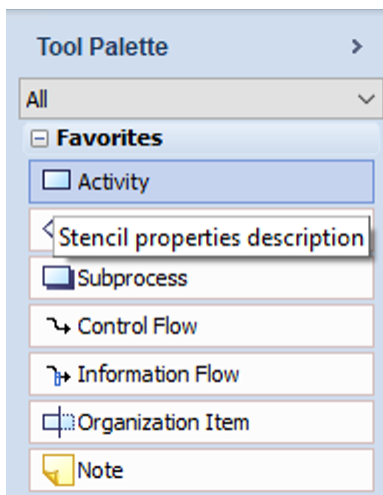 Tool Palette
All
Favorites
Activity
Stencil properties description
Subprocess
Control Flow
Information Flow
Organization Item
Note